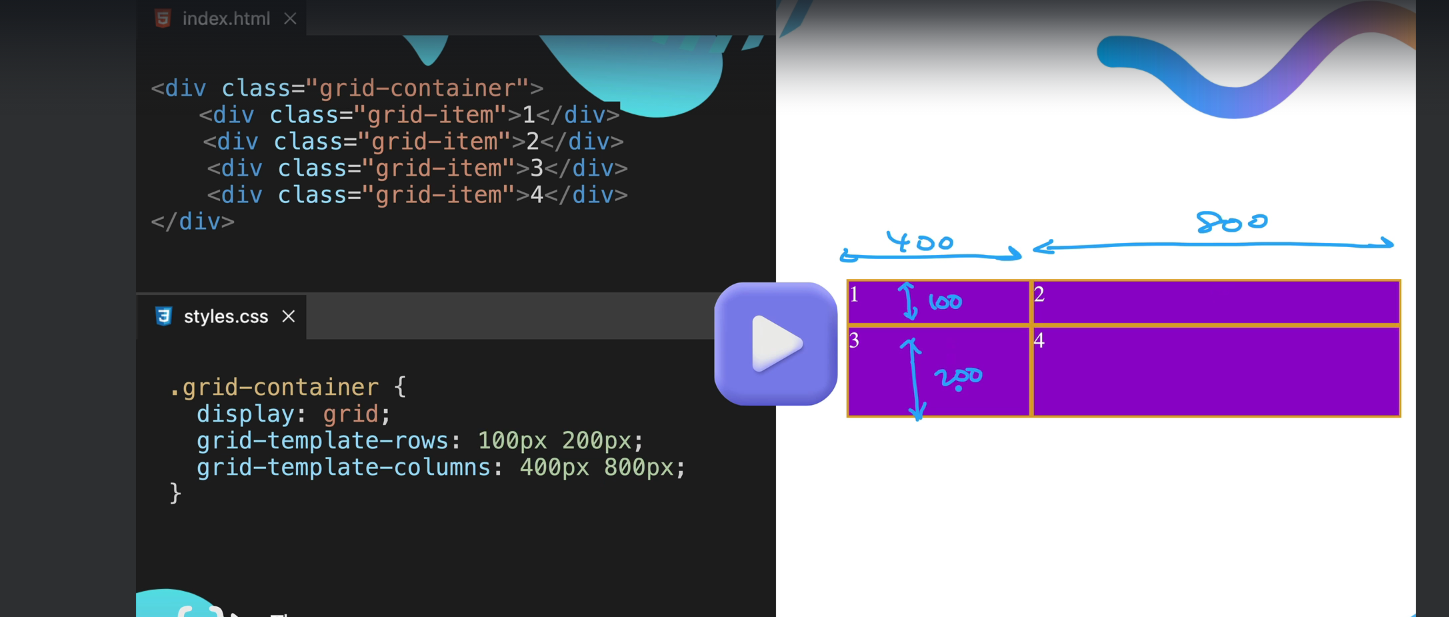 index.html
<div class="grid-container">
<div class="grid-item">1</div>
<div class="grid-item">2</div>
<div class="grid-item">3</div>
<div class="grid-item">4</div>
</div>
styles.css
.grid-container {
display: grid;
grid-template-rows: 100px 200px;
grid-template-columns: 400px 800px;
}
400 800
1 100 2
3 200 4